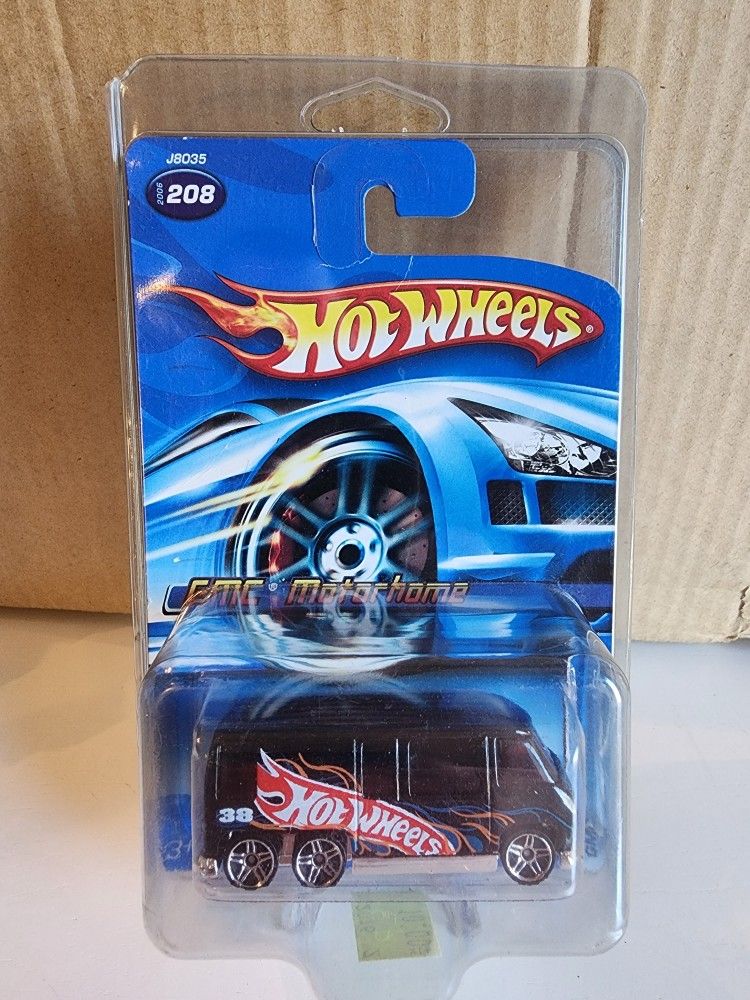 J8035
2006 208
HOT WHEELS®
GMC® Motorhome
38
HOT WHEELS